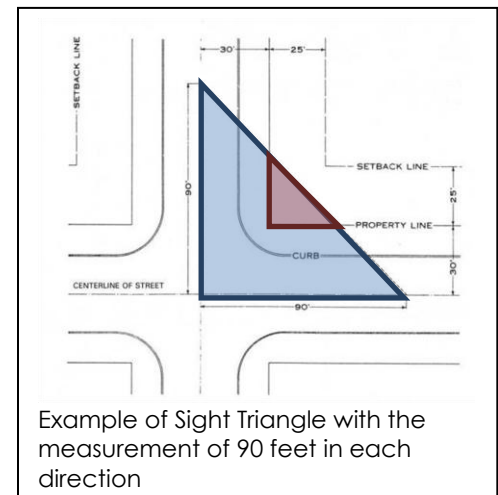 SETBACK LINE
30'
25'
90'
SETBACK LINE
25'
PROPERTY LINE
CURB
30'
CENTERLINE OF STREET
90'
Example of Sight Triangle with the
measurement of 90 feet in each
direction